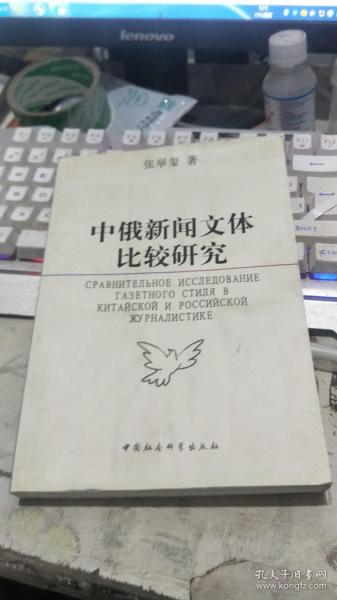 lenovo
张举玺 著
中俄新闻文体
比较研究
СРАВНИТЕЛЬНОЕ ИССЛЕДОВАНИЕ
ГАЗЕТНОГО СТИЛЯ В
КИТАЙСКОЙ И РОССИЙСКОЙ
ЖУРНАЛИСТИКЕ
中国社会科学出版社
孔夫子旧书网
www.kongfz.com